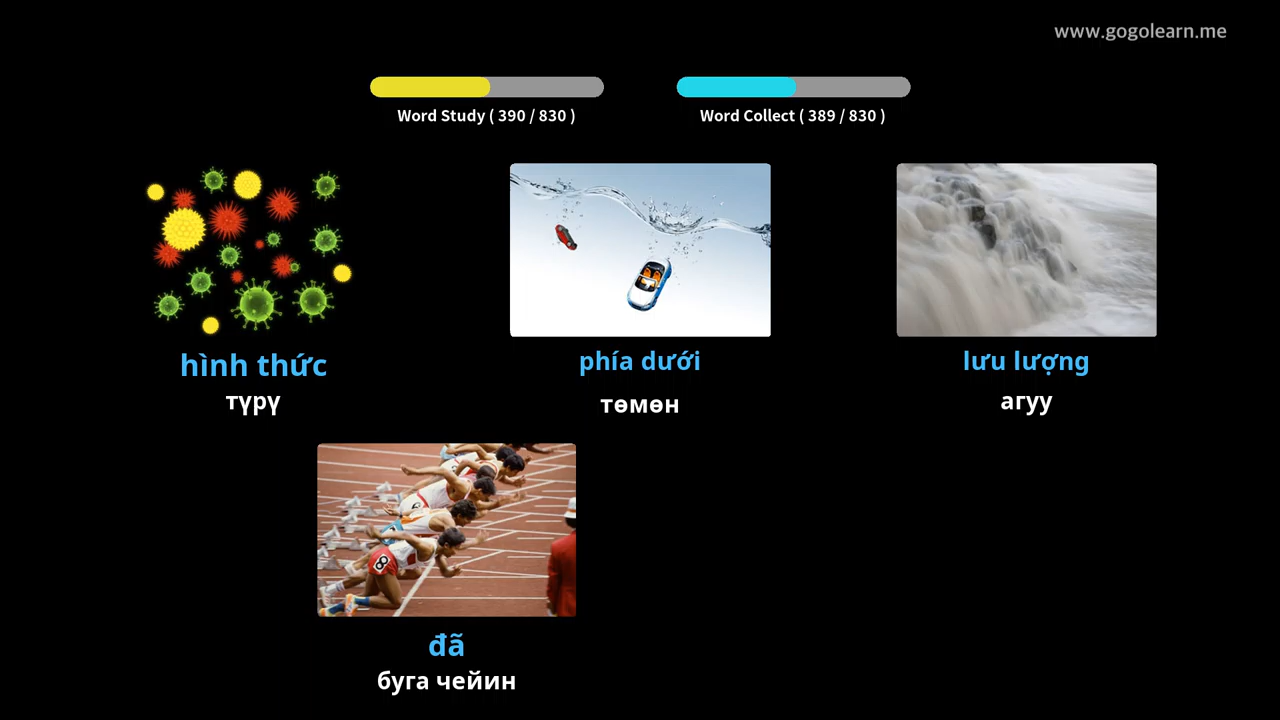 www.gogolearn.me
Word Study ( 390 / 830 )
Word Collect ( 389 / 830 )
hình thức
түрү
phía dưới
төмөн
lưu lượng
агуу
8
đã
буга чейин